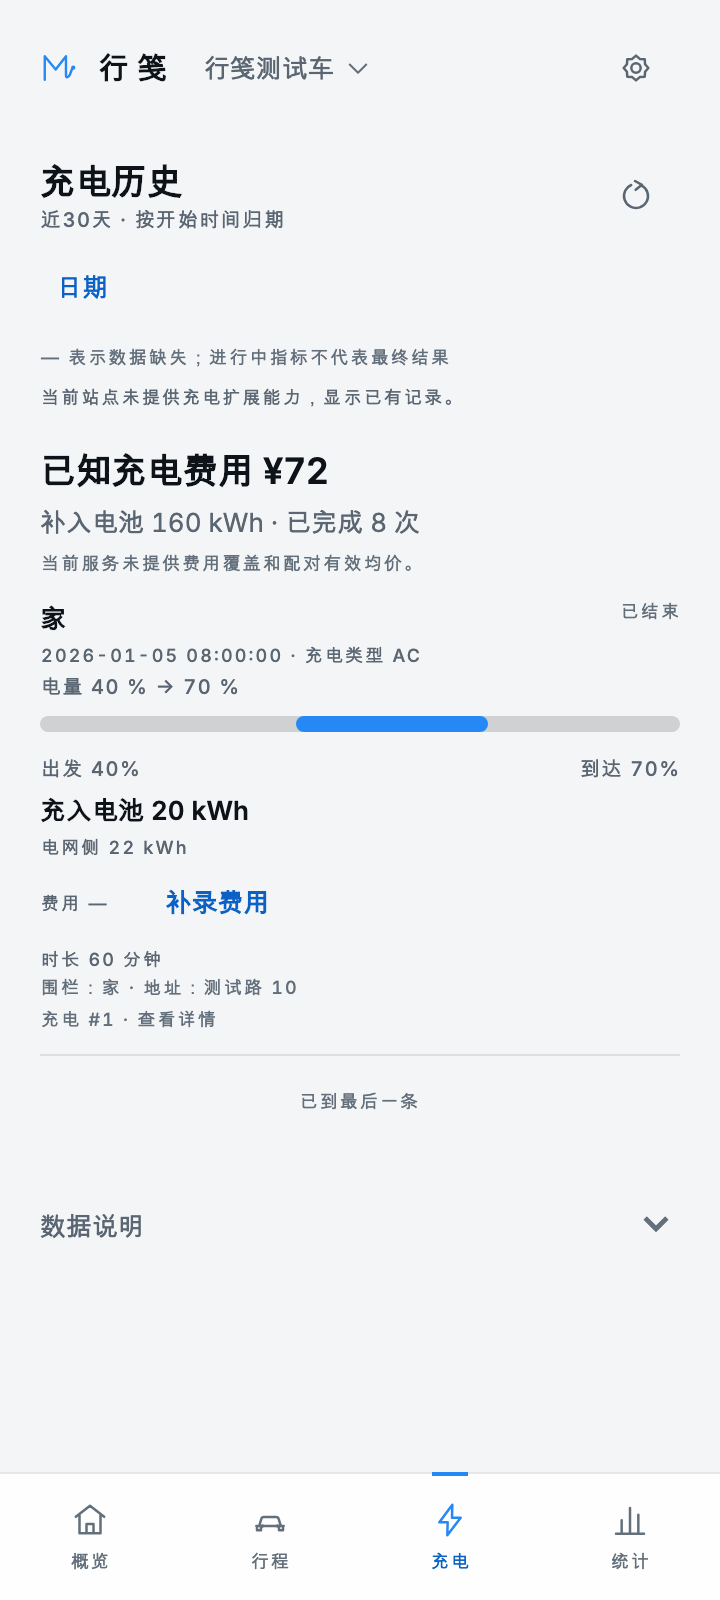 行笺 行笺测试车
充电历史
近30天 · 按开始时间归期
日期
— 表示数据缺失；进行中指标不代表最终结果
当前站点未提供充电扩展能力，显示已有记录。
已知充电费用 ¥72
补入电池 160 kWh · 已完成 8 次
当前服务未提供费用覆盖和配对有效均价。
家 已结束
2026-01-05 08:00:00 · 充电类型 AC
电量 40 % → 70 %
出发 40% 到达 70%
充入电池 20 kWh
电网侧 22 kWh
费用 — 补录费用
时长 60 分钟
围栏：家 · 地址：测试路 10
充电 #1 · 查看详情
已到最后一条
数据说明
概览 行程 充电 统计